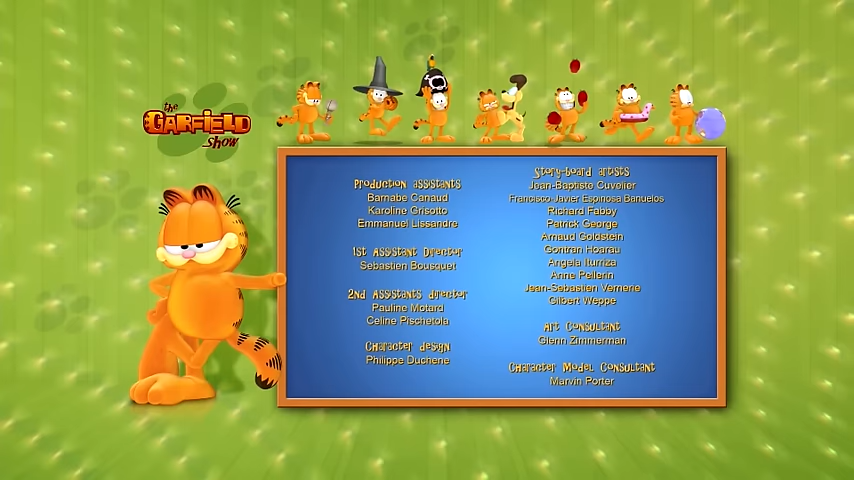 the
GARFIELD
show
Production assistants
Barnabe Canaud
Karoline Grisotto
Emmanuel Lissandre
1st Assistant Director
Sebastien Bousquet
2nd Assistants director
Pauline Motard
Celine Pischetola
Character design
Philippe Duchene
Story-board artists
Jean-Baptiste Cuvelier
Francisco-Javier Espinosa Banuelos
Richard Fabby
Patrick George
Arnaud Goldstein
Gontran Hoarau
Angela Iturriza
Anne Pellerin
Jean-Sebastien Vermerie
Gilbert Weppe
Art Consultant
Glenn Zimmerman
Character Model Consultant
Marvin Porter